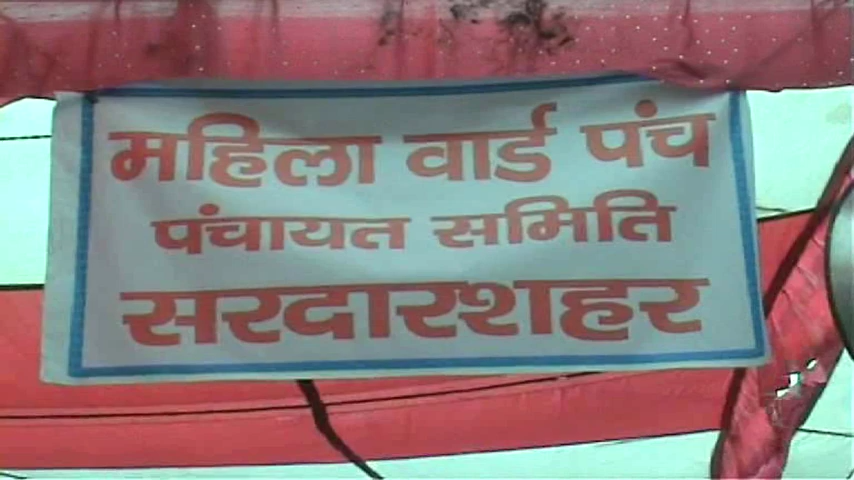 महिला वार्ड पंच
पंचायत समिति
सरदारशहर